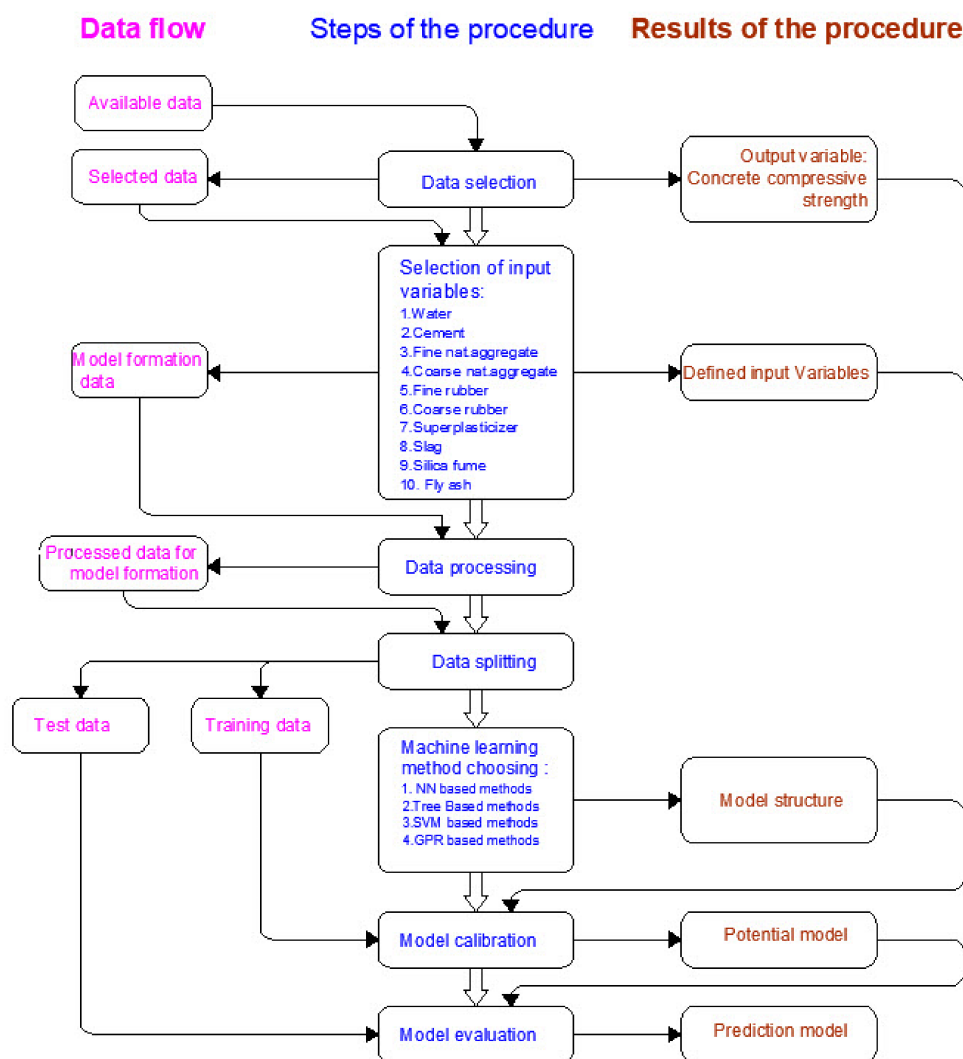 Data flow
Steps of the procedure
Results of the procedure
Available data
Selected data
Data selection
Output variable:
Concrete compressive
strength
Selection of input
variables:
1.Water
2.Cement
3.Fine nat.aggregate
4.Coarse nat.aggregate
5.Fine rubber
6.Coarse rubber
7.Superplasticizer
8.Slag
9.Silica fume
10. Fly ash
Model formation
data
Defined input Variables
Processed data for
model formation
Data processing
Data splitting
Test data
Training data
Machine learning
method choosing :
1. NN based methods
2.Tree Based methods
3.SVM based methods
4.GPR based methods
Model structure
Model calibration
Potential model
Model evaluation
Prediction model